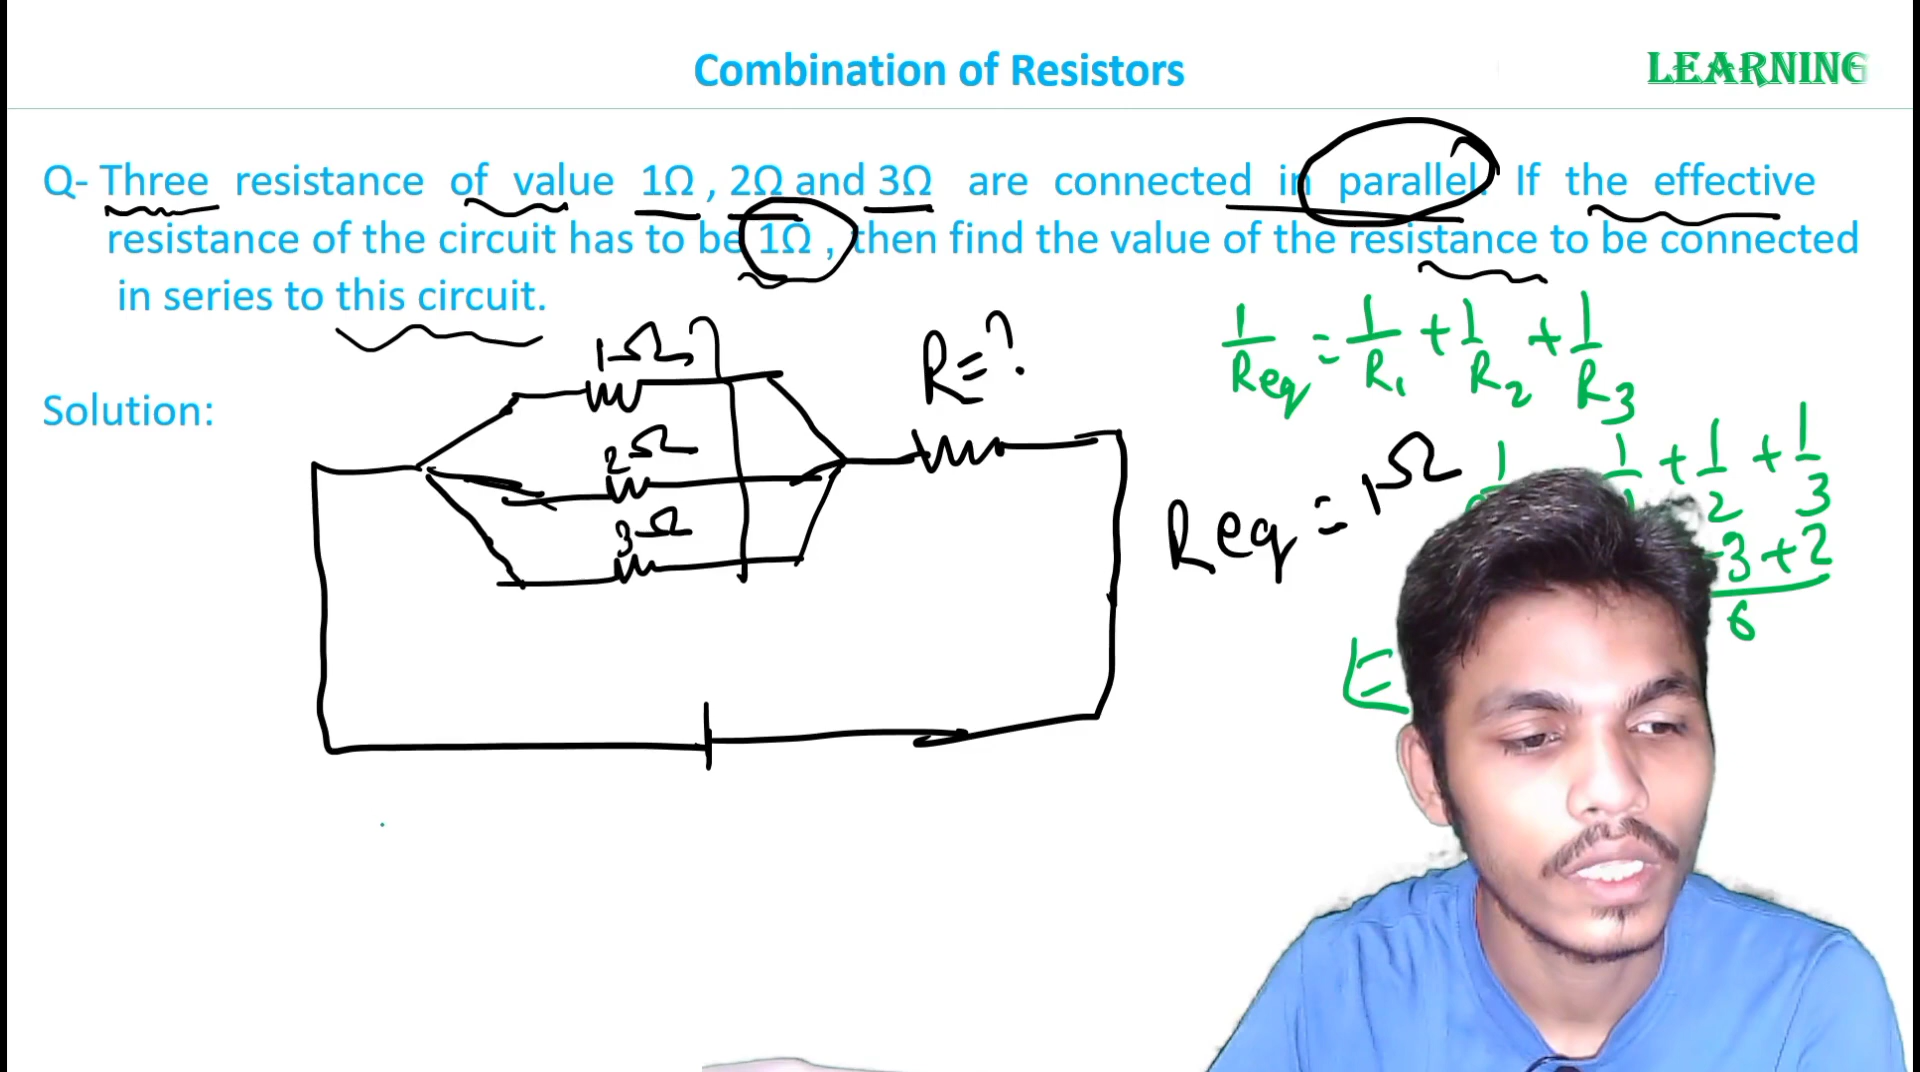 Combination of Resistors
LEARNING
Q- Three resistance of value 1Ω , 2Ω and 3Ω are connected in parallel. If the effective
resistance of the circuit has to be 1Ω , then find the value of the resistance to be connected
in series to this circuit.
Solution:
1Ω
2Ω
3Ω
R=?
1/Req = 1/R1 + 1/R2 + 1/R3
Req = 1Ω
+ 1/2 + 1/3
3+2
6